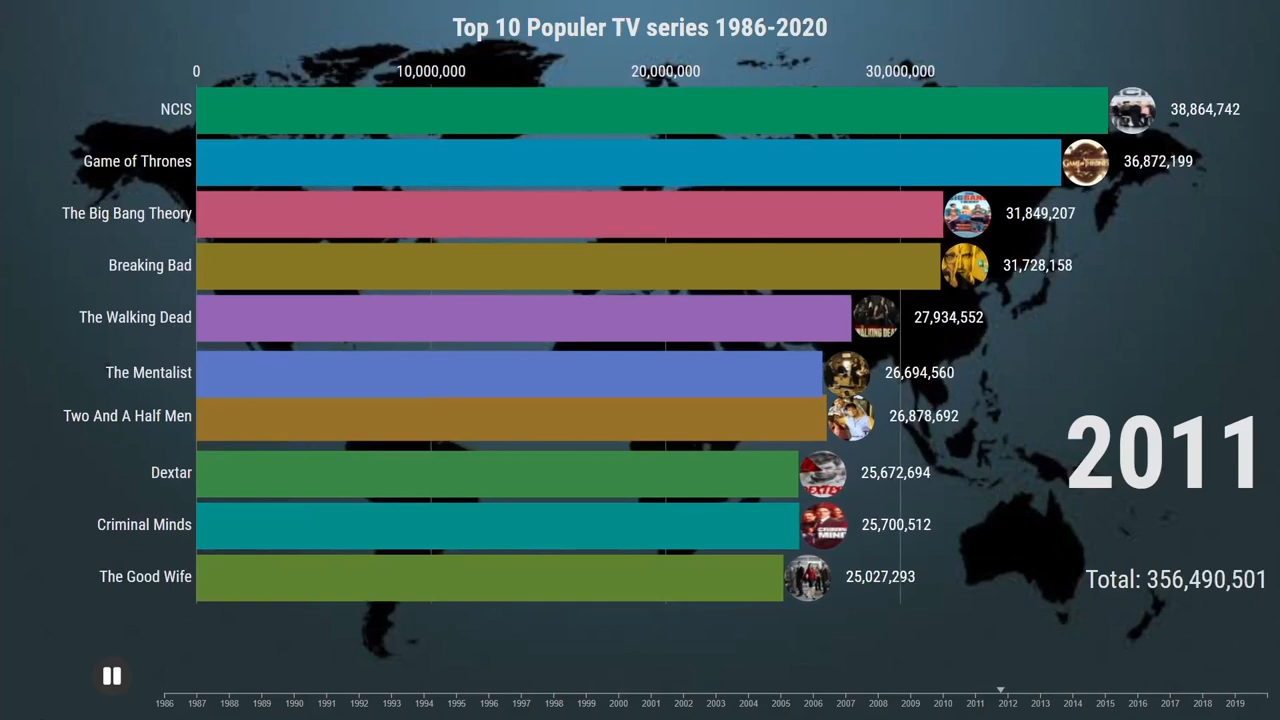 Top 10 Populer TV series 1986-2020
0 10,000,000 20,000,000 30,000,000
NCIS 38,864,742
Game of Thrones GAME OF THRONES 36,872,199
The Big Bang Theory 31,849,207
Breaking Bad 31,728,158
The Walking Dead 27,934,552
The Mentalist 26,694,560
Two And A Half Men 26,878,692
2011
Dextar 25,672,694
Criminal Minds 25,700,512
The Good Wife 25,027,293
Total: 356,490,501
1986 1987 1988 1989 1990 1991 1992 1993 1994 1995 1996 1997 1998 1999 2000 2001 2002 2003 2004 2005 2006 2007 2008 2009 2010 2011 2012 2013 2014 2015 2016 2017 2018 2019